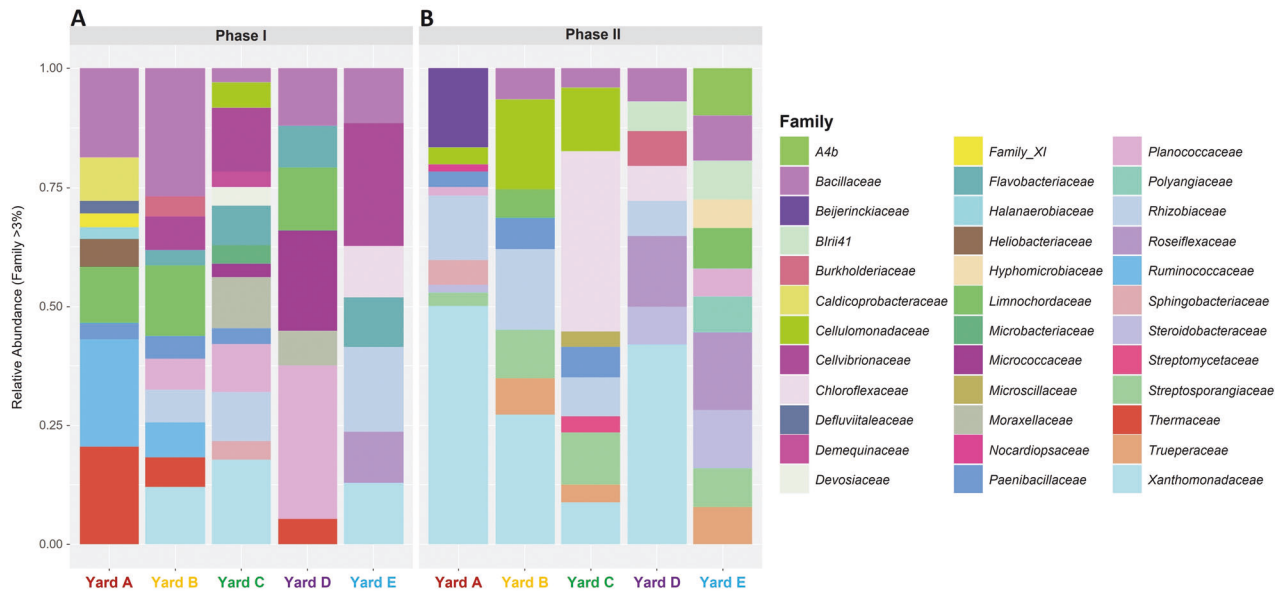 A
B
Phase I
Phase II
Relative Abundance (Family >3%)
1.00
0.75
0.50
0.25
0.00
Yard A
Yard B
Yard C
Yard D
Yard E
Yard A
Yard B
Yard C
Yard D
Yard E
Family
A4b
Bacillaceae
Beijerinckiaceae
BIrii41
Burkholderiaceae
Caldicoprobacteraceae
Cellulomonadaceae
Cellvibrionaceae
Chloroflexaceae
Defluviitaleaceae
Demequinaceae
Devosiaceae
Family_XI
Flavobacteriaceae
Halanaerobiaceae
Heliobacteriaceae
Hyphomicrobiaceae
Limnochordaceae
Microbacteriaceae
Micrococcaceae
Microscillaceae
Moraxellaceae
Nocardiopsaceae
Paenibacillaceae
Planococcaceae
Polyangiaceae
Rhizobiaceae
Roseiflexaceae
Ruminococcaceae
Sphingobacteriaceae
Steroidobacteraceae
Streptomycetaceae
Streptosporangiaceae
Thermaceae
Trueperaceae
Xanthomonadaceae